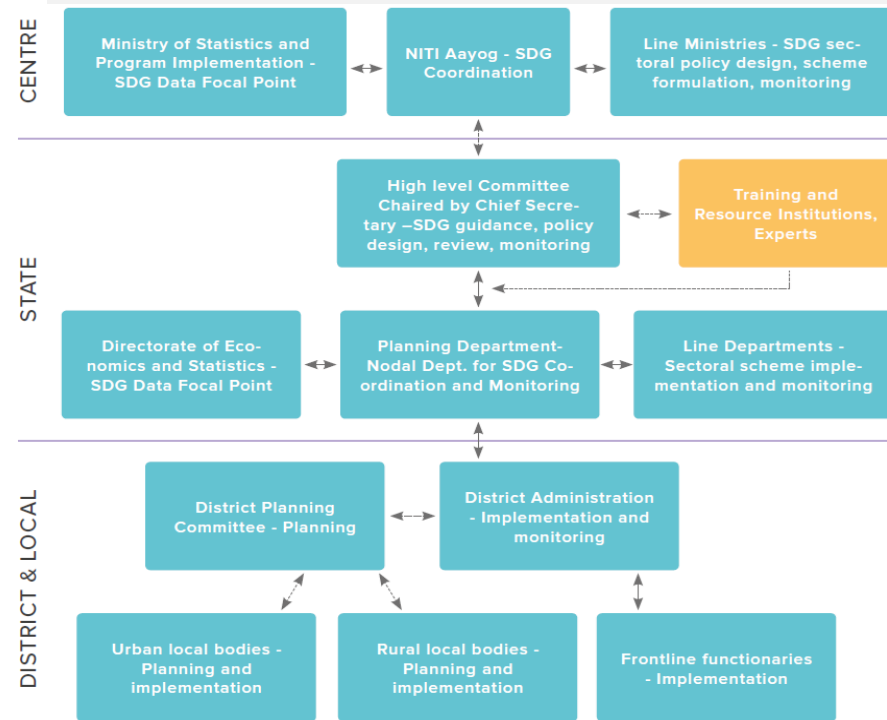 CENTRE
Ministry of Statistics and
Program Implementation -
SDG Data Focal Point
NITI Aayog - SDG
Coordination
Line Ministries - SDG sec-
toral policy design, scheme
formulation, monitoring
STATE
High level Committee
Chaired by Chief Secre-
tary –SDG guidance, policy
design, review, monitoring
Training and
Resource Institutions,
Experts
Directorate of Eco-
nomics and Statistics -
SDG Data Focal Point
Planning Department-
Nodal Dept. for SDG Co-
ordination and Monitoring
Line Departments -
Sectoral scheme imple-
mentation and monitoring
DISTRICT & LOCAL
District Planning
Committee - Planning
District Administration
- Implementation and
monitoring
Urban local bodies -
Planning and
implementation
Rural local bodies -
Planning and
implementation
Frontline functionaries
- Implementation